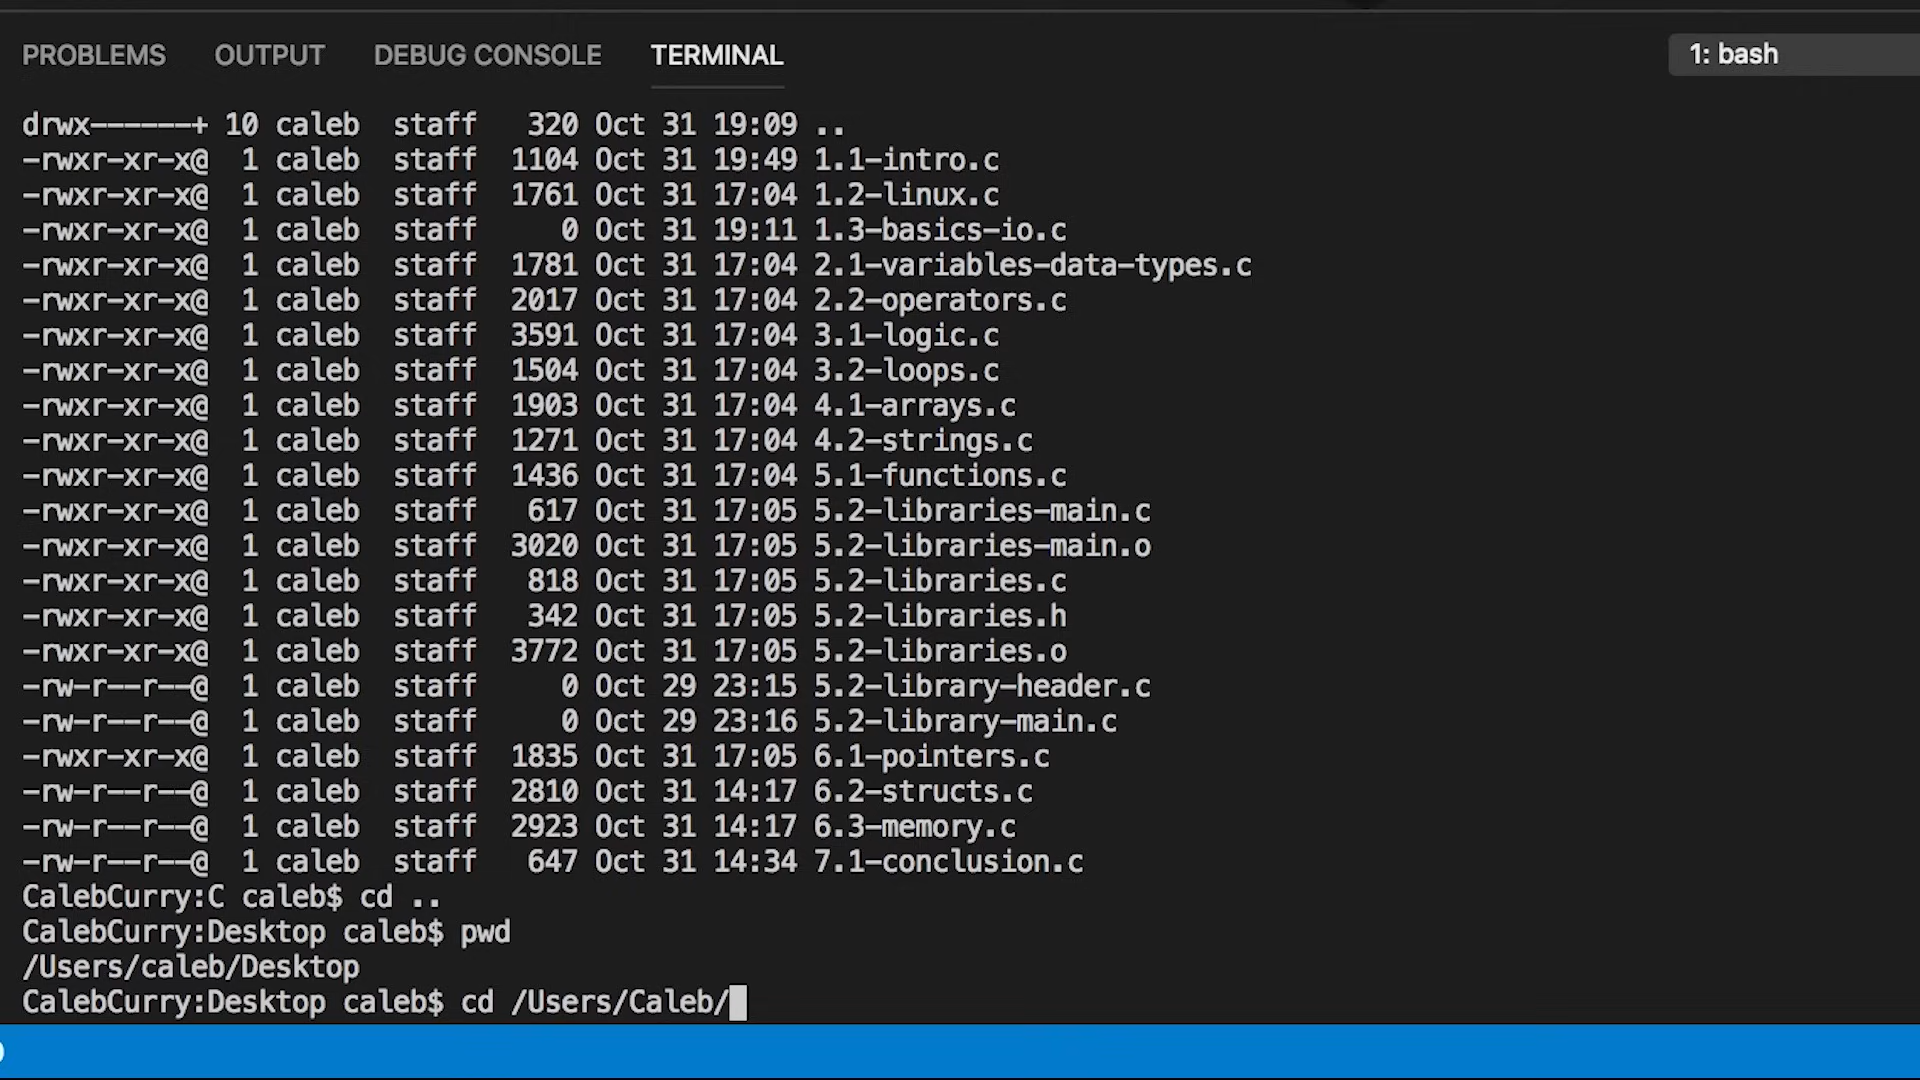 PROBLEMS OUTPUT DEBUG CONSOLE TERMINAL 1: bash
drwx------+ 10 caleb  staff   320 Oct 31 19:09 ..
-rwxr-xr-x@  1 caleb  staff  1104 Oct 31 19:49 1.1-intro.c
-rwxr-xr-x@  1 caleb  staff  1761 Oct 31 17:04 1.2-linux.c
-rwxr-xr-x@  1 caleb  staff     0 Oct 31 19:11 1.3-basics-io.c
-rwxr-xr-x@  1 caleb  staff  1781 Oct 31 17:04 2.1-variables-data-types.c
-rwxr-xr-x@  1 caleb  staff  2017 Oct 31 17:04 2.2-operators.c
-rwxr-xr-x@  1 caleb  staff  3591 Oct 31 17:04 3.1-logic.c
-rwxr-xr-x@  1 caleb  staff  1504 Oct 31 17:04 3.2-loops.c
-rwxr-xr-x@  1 caleb  staff  1903 Oct 31 17:04 4.1-arrays.c
-rwxr-xr-x@  1 caleb  staff  1271 Oct 31 17:04 4.2-strings.c
-rwxr-xr-x@  1 caleb  staff  1436 Oct 31 17:04 5.1-functions.c
-rwxr-xr-x@  1 caleb  staff   617 Oct 31 17:05 5.2-libraries-main.c
-rwxr-xr-x@  1 caleb  staff  3020 Oct 31 17:05 5.2-libraries-main.o
-rwxr-xr-x@  1 caleb  staff   818 Oct 31 17:05 5.2-libraries.c
-rwxr-xr-x@  1 caleb  staff   342 Oct 31 17:05 5.2-libraries.h
-rwxr-xr-x@  1 caleb  staff  3772 Oct 31 17:05 5.2-libraries.o
-rw-r--r--@  1 caleb  staff     0 Oct 29 23:15 5.2-library-header.c
-rw-r--r--@  1 caleb  staff     0 Oct 29 23:16 5.2-library-main.c
-rwxr-xr-x@  1 caleb  staff  1835 Oct 31 17:05 6.1-pointers.c
-rw-r--r--@  1 caleb  staff  2810 Oct 31 14:17 6.2-structs.c
-rw-r--r--@  1 caleb  staff  2923 Oct 31 14:17 6.3-memory.c
-rw-r--r--@  1 caleb  staff   647 Oct 31 14:34 7.1-conclusion.c
CalebCurry:C caleb$ cd ..
CalebCurry:Desktop caleb$ pwd
/Users/caleb/Desktop
CalebCurry:Desktop caleb$ cd /Users/Caleb/